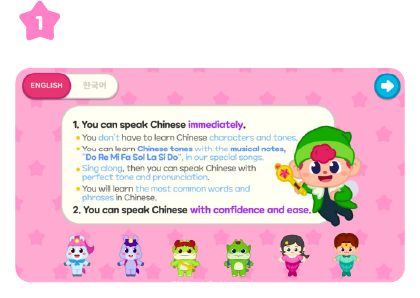 1
ENGLISH
한국어
1. You can speak Chinese immediately.
You don't have to learn Chinese characters and tones.
You can learn Chinese tones with the musical notes,
"Do Re Mi Fa Sol La Si Do", in our special songs.
Sing along, then you can speak Chinese with
perfect tone and pronunciation.
You will learn the most common words and
phrases in Chinese.
2. You can speak Chinese with confidence and ease.